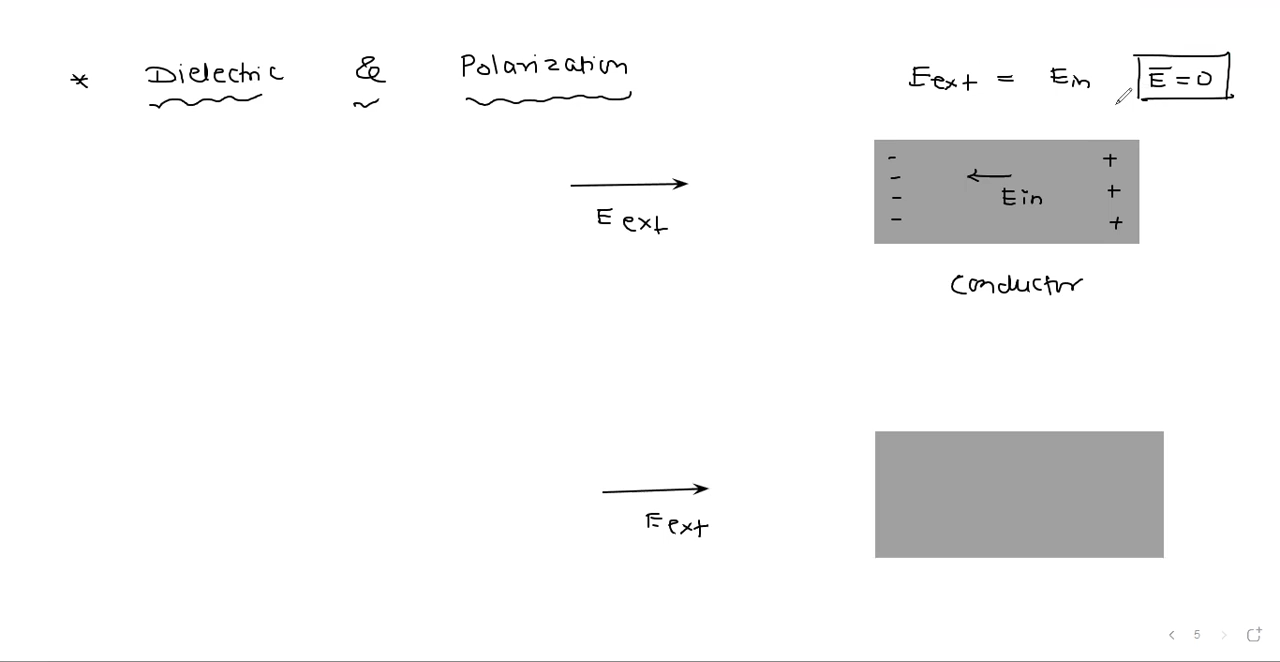 * Dielectric & Polarization
Eext = Ein E̅ = 0
- +
- Ein +
- +
-
Eext
Conductor
Eext
< 5 >